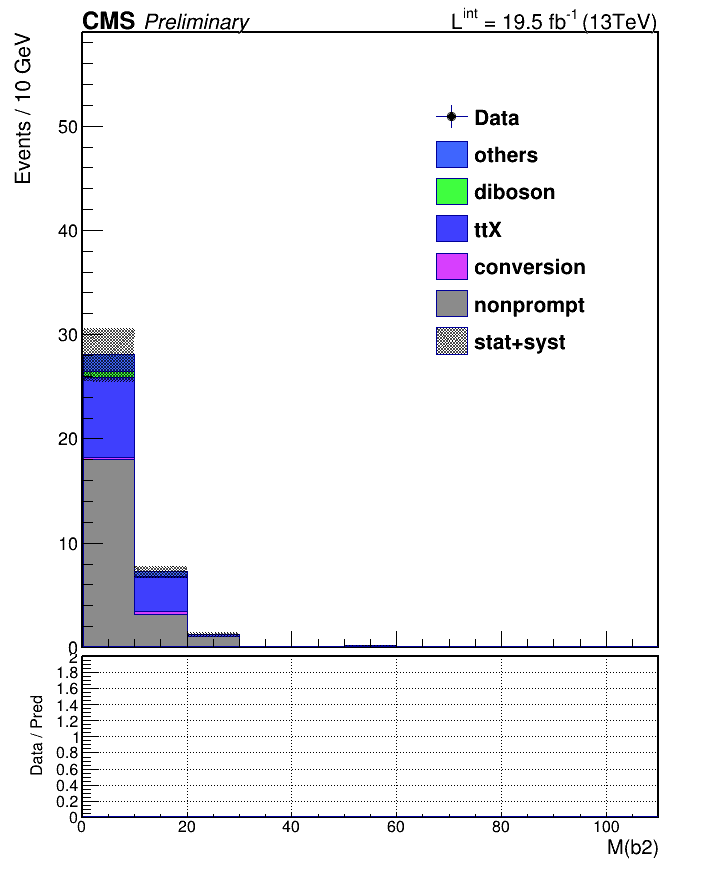 CMS Preliminary
L^int = 19.5 fb^-1 (13TeV)
Events / 10 GeV
50
40
30
20
10
0
Data
others
diboson
ttX
conversion
nonprompt
stat+syst
Data / Pred
2
1.8
1.6
1.4
1.2
1
0.8
0.6
0.4
0.2
0
0 20 40 60 80 100
M(b2)